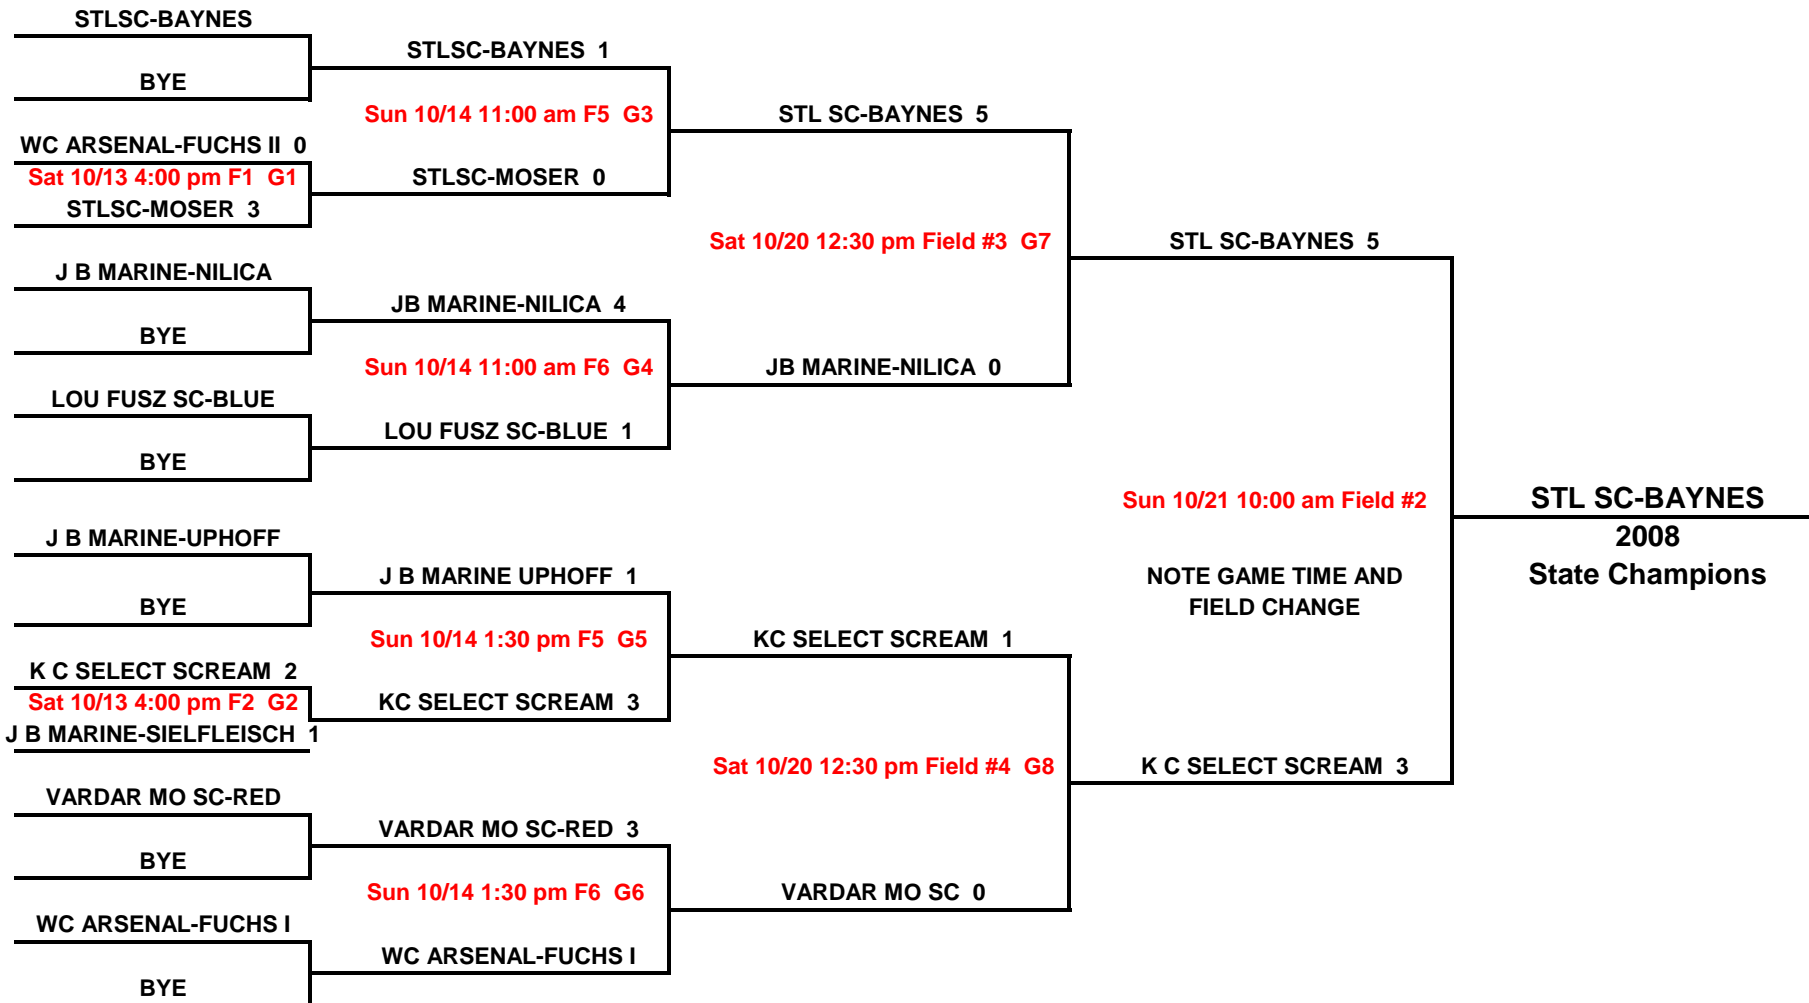 STLSC-BAYNES
BYE
WC ARSENAL-FUCHS II 0
Sat 10/13 4:00 pm F1 G1
STLSC-MOSER 3
J B MARINE-NILICA
BYE
LOU FUSZ SC-BLUE
BYE
J B MARINE-UPHOFF
BYE
K C SELECT SCREAM 2
Sat 10/13 4:00 pm F2 G2
J B MARINE-SIELFLEISCH 1
VARDAR MO SC-RED
BYE
WC ARSENAL-FUCHS I
BYE
STLSC-BAYNES 1
Sun 10/14 11:00 am F5 G3
STLSC-MOSER 0
JB MARINE-NILICA 4
Sun 10/14 11:00 am F6 G4
LOU FUSZ SC-BLUE 1
J B MARINE UPHOFF 1
Sun 10/14 1:30 pm F5 G5
KC SELECT SCREAM 3
VARDAR MO SC-RED 3
Sun 10/14 1:30 pm F6 G6
WC ARSENAL-FUCHS I
STL SC-BAYNES 5
Sat 10/20 12:30 pm Field #3 G7
JB MARINE-NILICA 0
KC SELECT SCREAM 1
Sat 10/20 12:30 pm Field #4 G8
VARDAR MO SC 0
STL SC-BAYNES 5
Sun 10/21 10:00 am Field #2
NOTE GAME TIME AND
FIELD CHANGE
K C SELECT SCREAM 3
STL SC-BAYNES
2008
State Champions